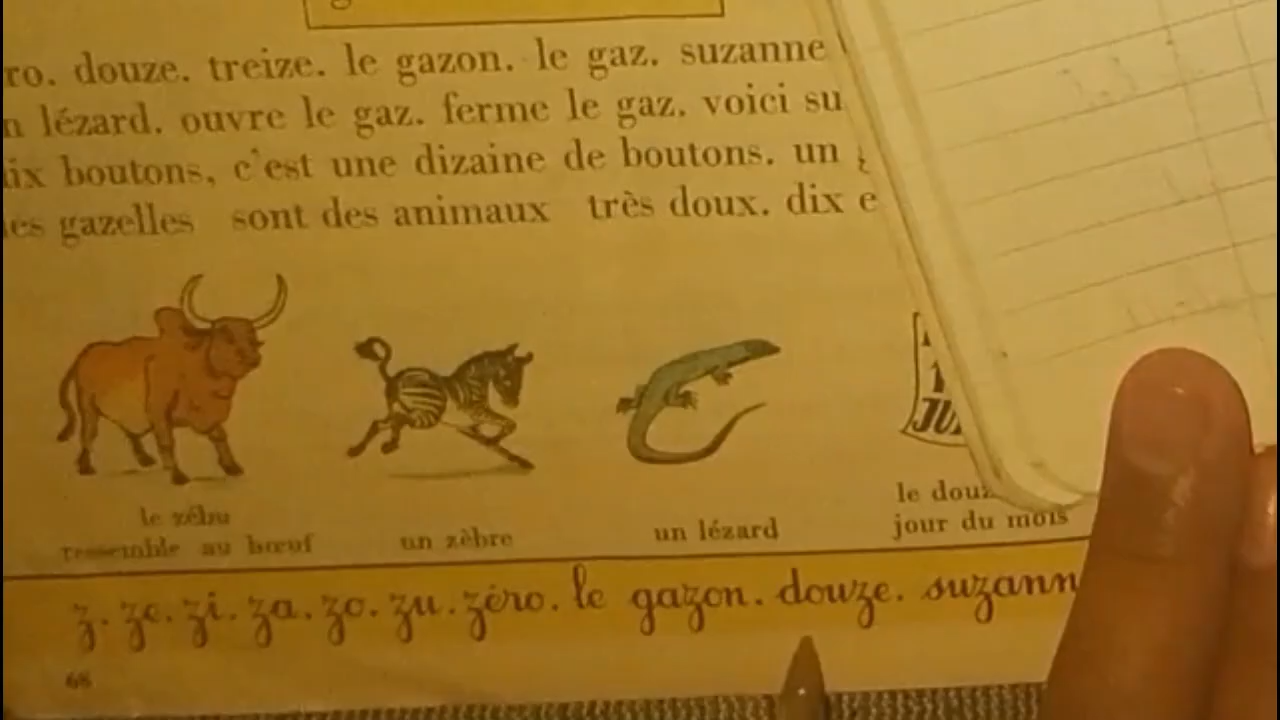 ro. douze. treize. le gazon. le gaz. suzanne
n lézard. ouvre le gaz. ferme le gaz. voici su
ix boutons, c'est une dizaine de boutons. un
es gazelles sont des animaux très doux. dix e
le zébu
ressemble au bœuf
un zèbre
un lézard
le douz
jour du mois
z. ze. zi. za. zo. zu. zéro. le gazon. douze. suzann